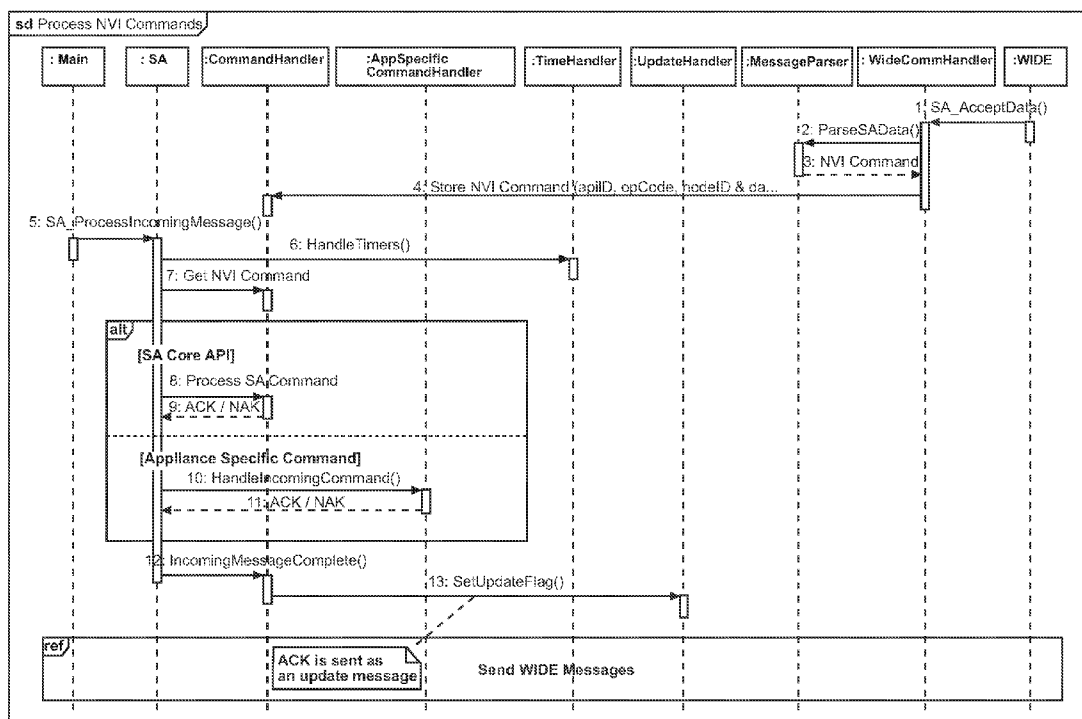 sd Process NVI Commands
: Main
: SA
:CommandHandler
:AppSpecific
CommandHandler
:TimeHandler
:UpdateHandler
:MessageParser
: WideCommHandler
:WIDE
1: SA_AcceptData()
2: ParseSAData()
3: NVI Command
4: Store NVI Command (apiID, opCode, nodeID & da...
5: SA_ProcessIncomingMessage()
6: HandleTimers()
7: Get NVI Command
alt
[SA Core API]
8: Process SA Command
9: ACK / NAK
[Appliance Specific Command]
10: HandleIncomingCommand()
11: ACK / NAK
12: IncomingMessageComplete()
13: SetUpdateFlag()
ref
ACK is sent as
an update message
Send WIDE Messages